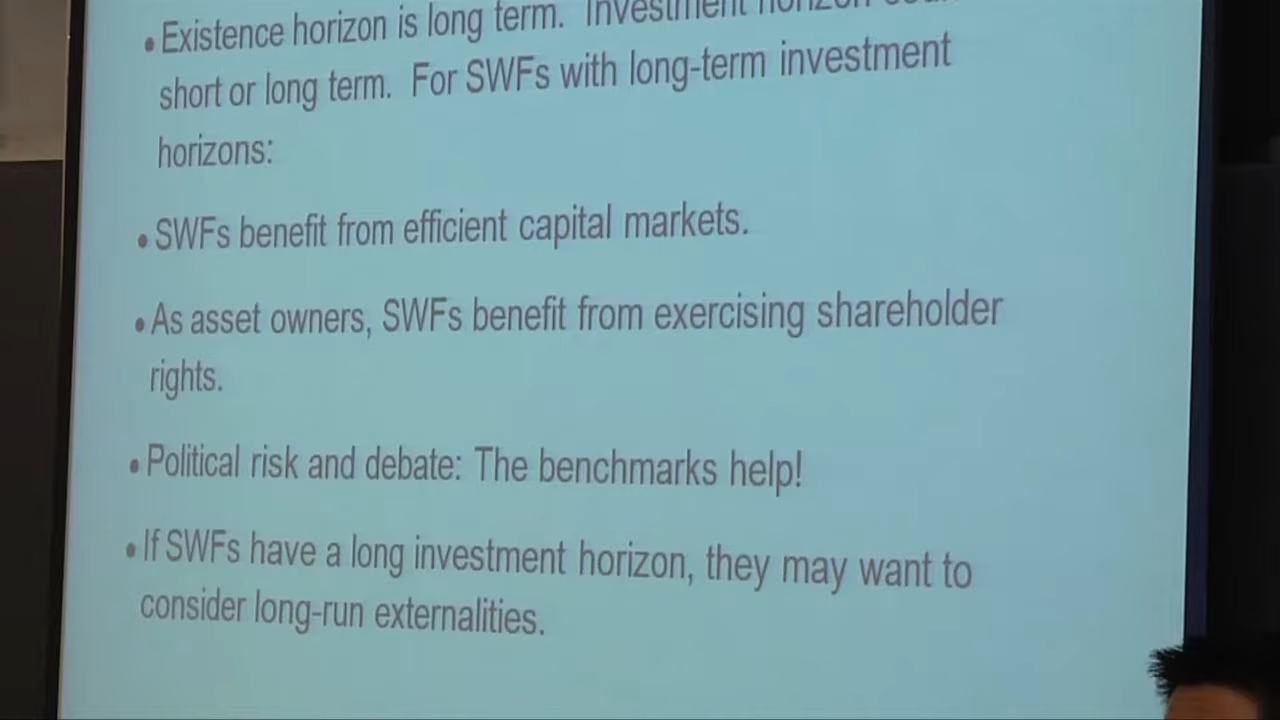 • Existence horizon is long term. Investment horizon
short or long term. For SWFs with long-term investment
horizons:
• SWFs benefit from efficient capital markets.
• As asset owners, SWFs benefit from exercising shareholder
rights.
• Political risk and debate: The benchmarks help!
• If SWFs have a long investment horizon, they may want to
consider long-run externalities.